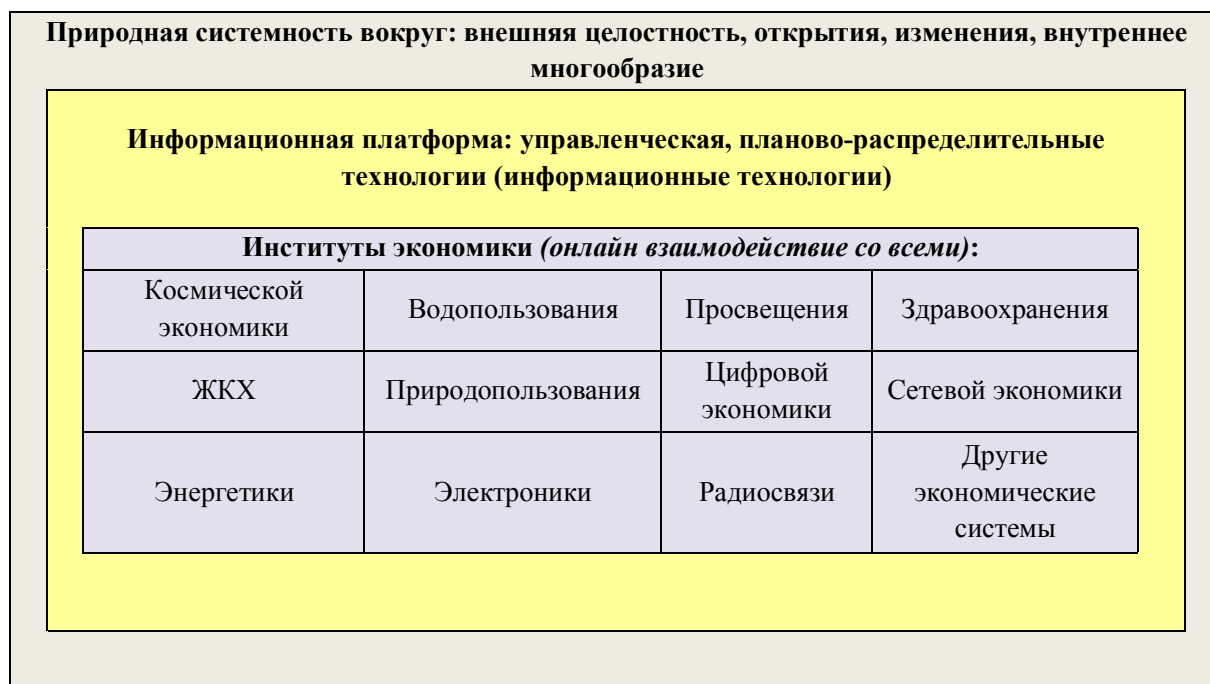 Природная системность вокруг: внешняя целостность, открытия, изменения, внутреннее
многообразие
Информационная платформа: управленческая, планово-распределительные
технологии (информационные технологии)
Институты экономики (онлайн взаимодействие со всеми):
Космической
экономики
Водопользования
Просвещения
Здравоохранения
ЖКХ
Природопользования
Цифровой
экономики
Сетевой экономики
Энергетики
Электроники
Радиосвязи
Другие
экономические
системы